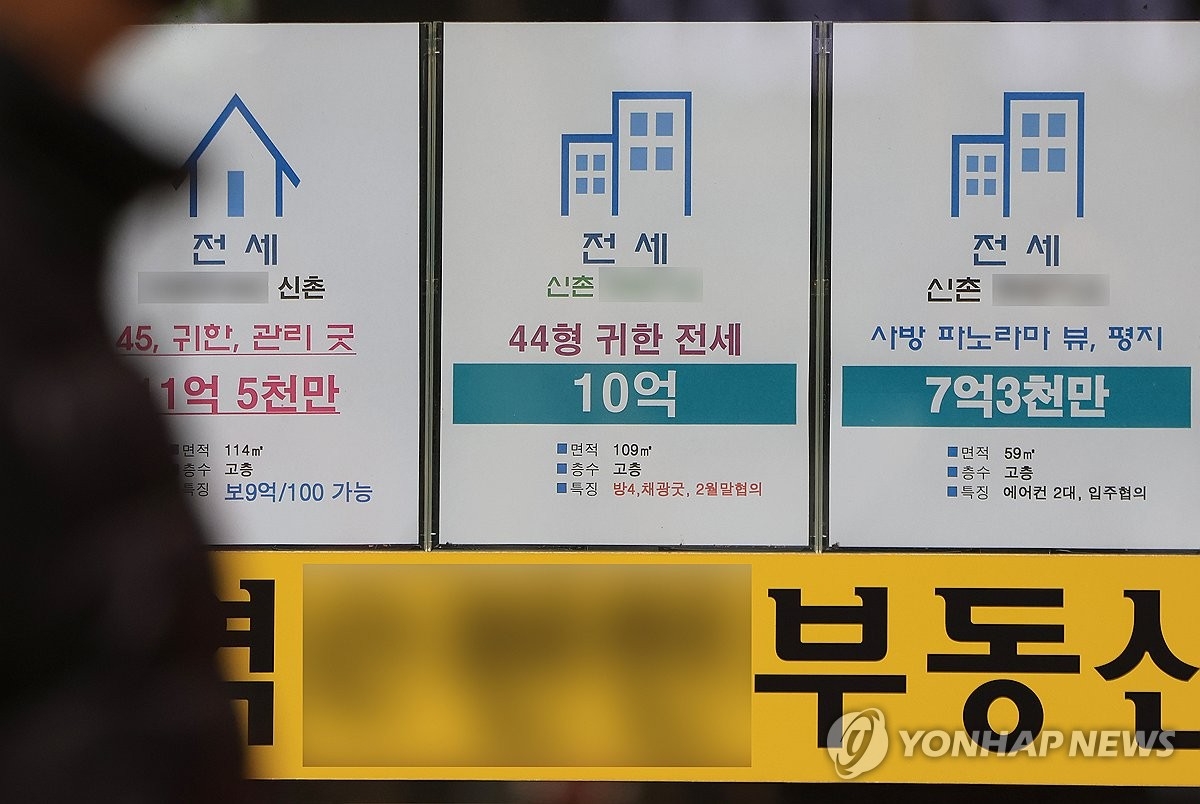 전세
신촌
45, 귀한, 관리 굿
11억 5천만
면적 114㎡
층수 고층
특징 보9억/100 가능
전세
신촌
44형 귀한 전세
10억
■면적 109㎡
■층수 고층
■특징 방4,채광굿, 2월말협의
전세
신촌
사방 파노라마 뷰, 평지
7억3천만
■면적 59㎡
■층수 고층
■특징 에어컨 2대, 입주협의
부동산
YONHAP NEWS